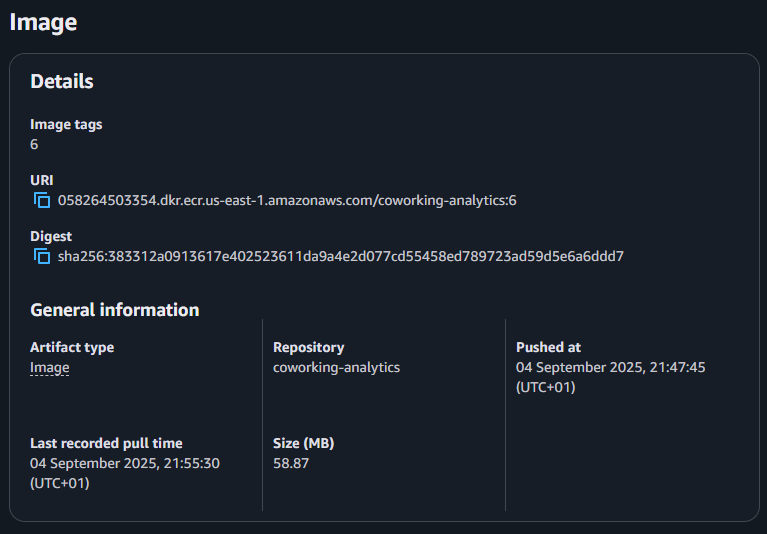 Image
Details
Image tags
6
URI
058264503354.dkr.ecr.us-east-1.amazonaws.com/coworking-analytics:6
Digest
sha256:383312a0913617e402523611da9a4e2d077cd55458ed789723ad59d5e6a6ddd7
General information
Artifact type
Image
Repository
coworking-analytics
Pushed at
04 September 2025, 21:47:45
(UTC+01)
Last recorded pull time
04 September 2025, 21:55:30
(UTC+01)
Size (MB)
58.87